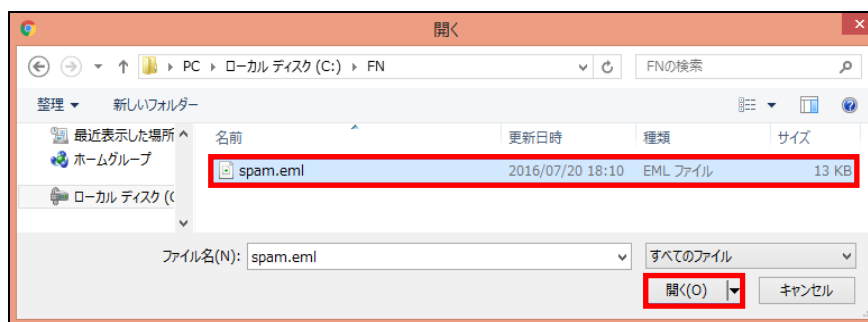 開く
PC ローカル ディスク (C:) FN
FNの検索
整理 新しいフォルダー
最近表示した場所
ホームグループ
ローカル ディスク (C
名前 更新日時 種類 サイズ
spam.eml 2016/07/20 18:10 EML ファイル 13 KB
ファイル名(N): spam.eml すべてのファイル
開く(O) キャンセル